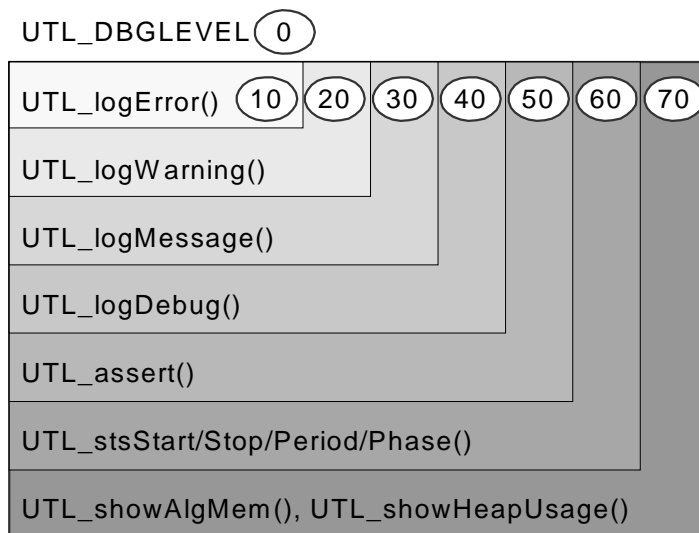 UTL_DBGLEVEL 0
UTL_logError() 10 20 30 40 50 60 70
UTL_logWarning()
UTL_logMessage()
UTL_logDebug()
UTL_assert()
UTL_stsStart/Stop/Period/Phase()
UTL_showAlgMem(), UTL_showHeapUsage()